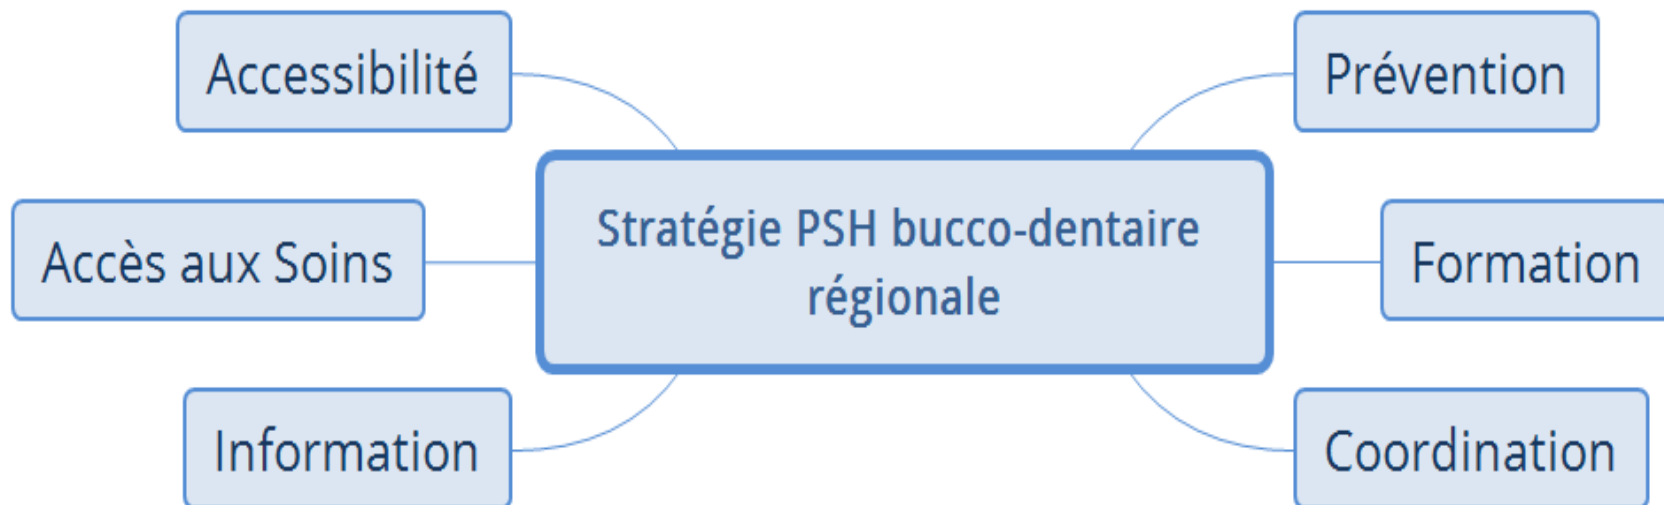 Accessibilité
Prévention
Stratégie PSH bucco-dentaire
régionale
Accès aux Soins
Formation
Information
Coordination